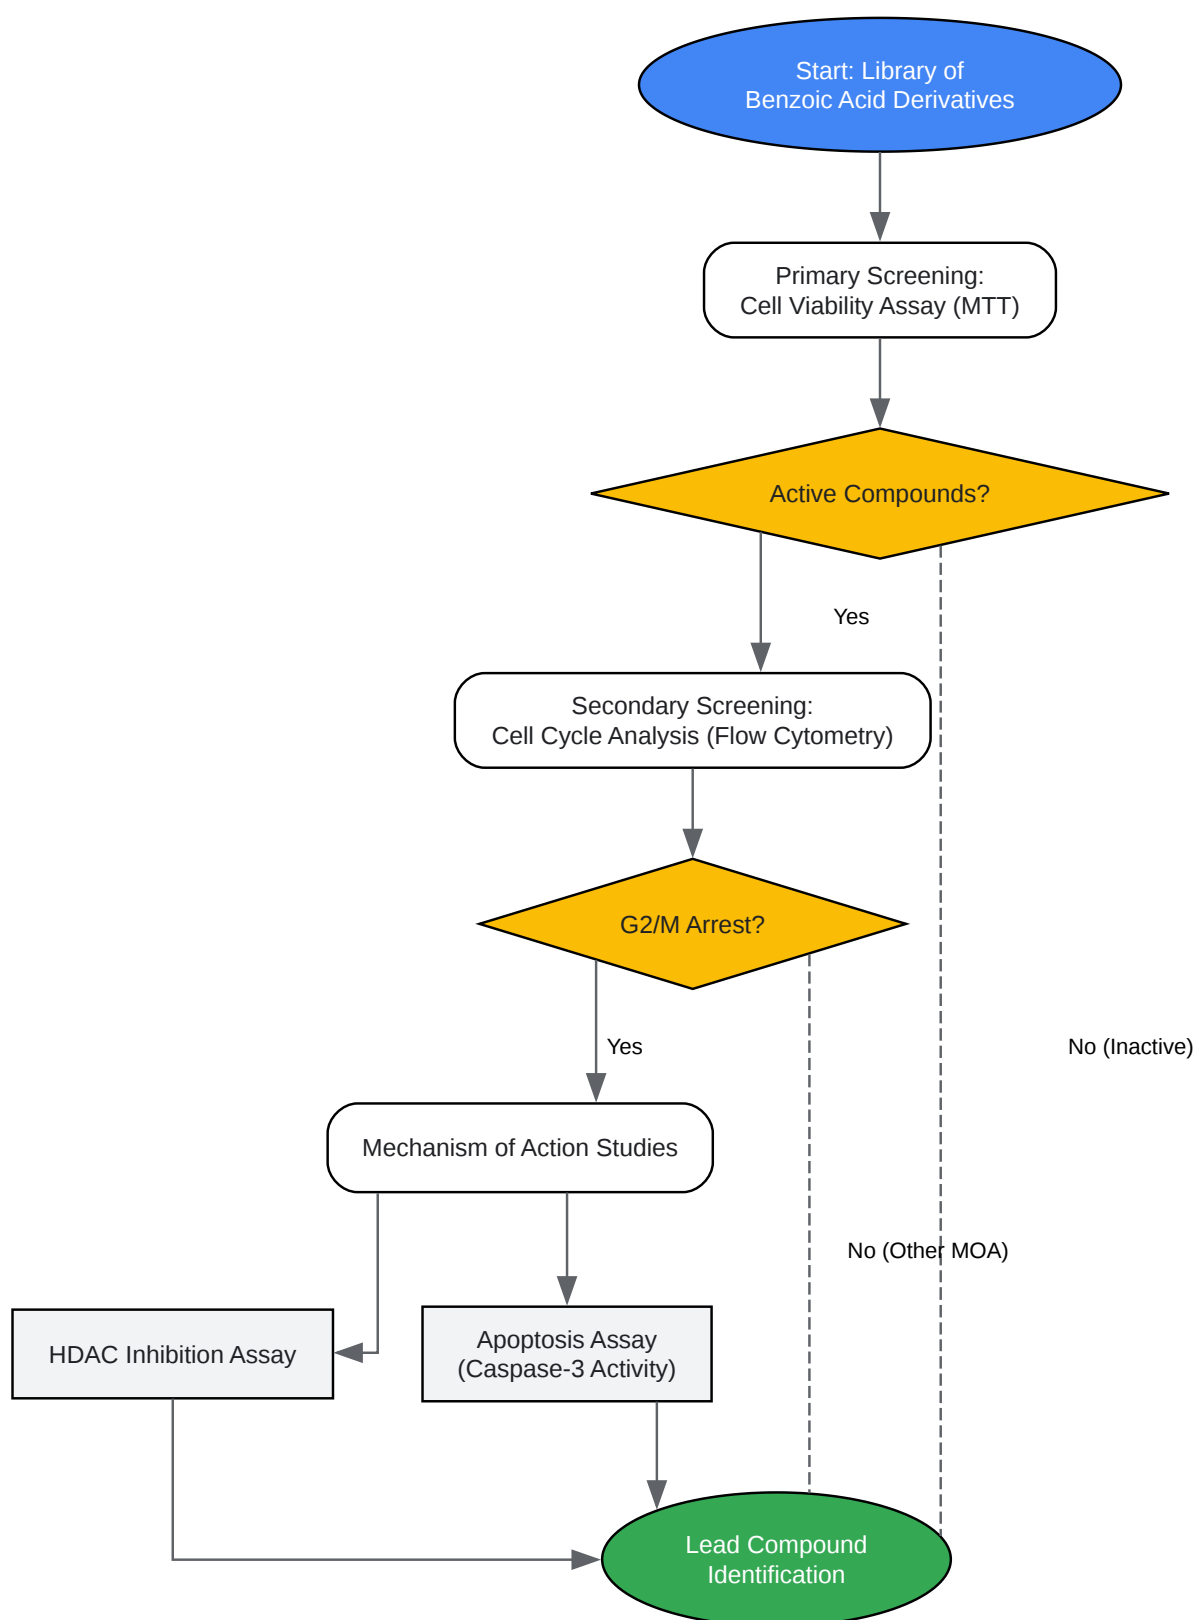 Start: Library of
Benzoic Acid Derivatives
Primary Screening:
Cell Viability Assay (MTT)
Active Compounds?
Yes
Secondary Screening:
Cell Cycle Analysis (Flow Cytometry)
G2/M Arrest?
Yes
No (Inactive)
Mechanism of Action Studies
No (Other MOA)
HDAC Inhibition Assay
Apoptosis Assay
(Caspase-3 Activity)
Lead Compound
Identification